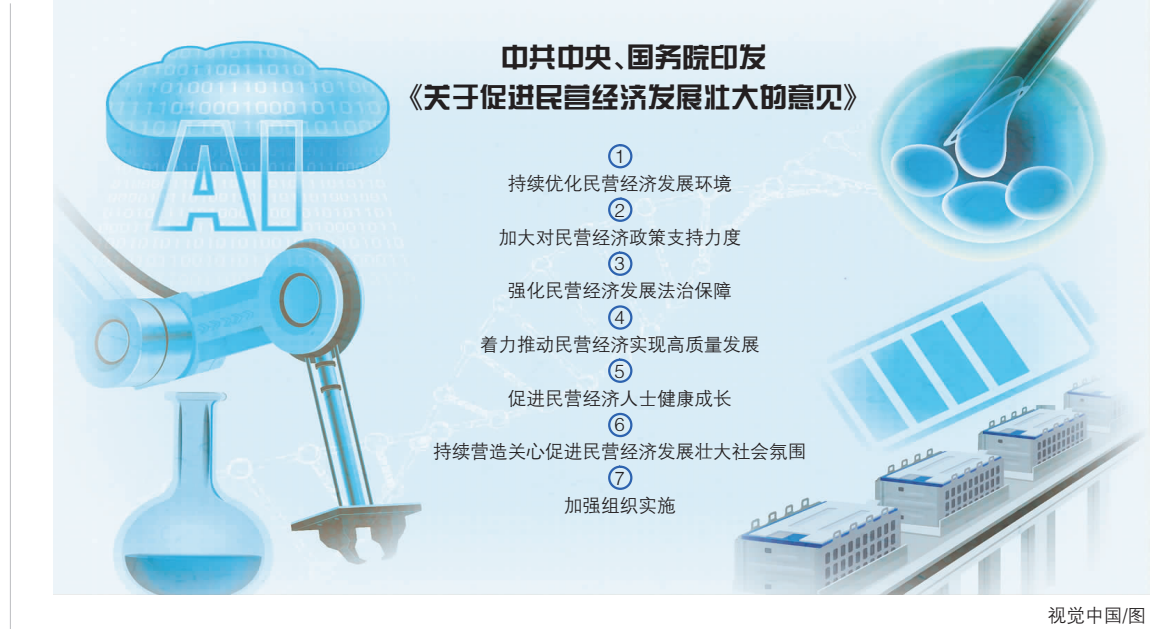 中共中央、国务院印发
《关于促进民营经济发展壮大的意见》
①
持续优化民营经济发展环境
②
加大对民营经济政策支持力度
③
强化民营经济发展法治保障
④
着力推动民营经济实现高质量发展
⑤
促进民营经济人士健康成长
⑥
持续营造关心促进民营经济发展壮大社会氛围
⑦
加强组织实施
AI
视觉中国/图